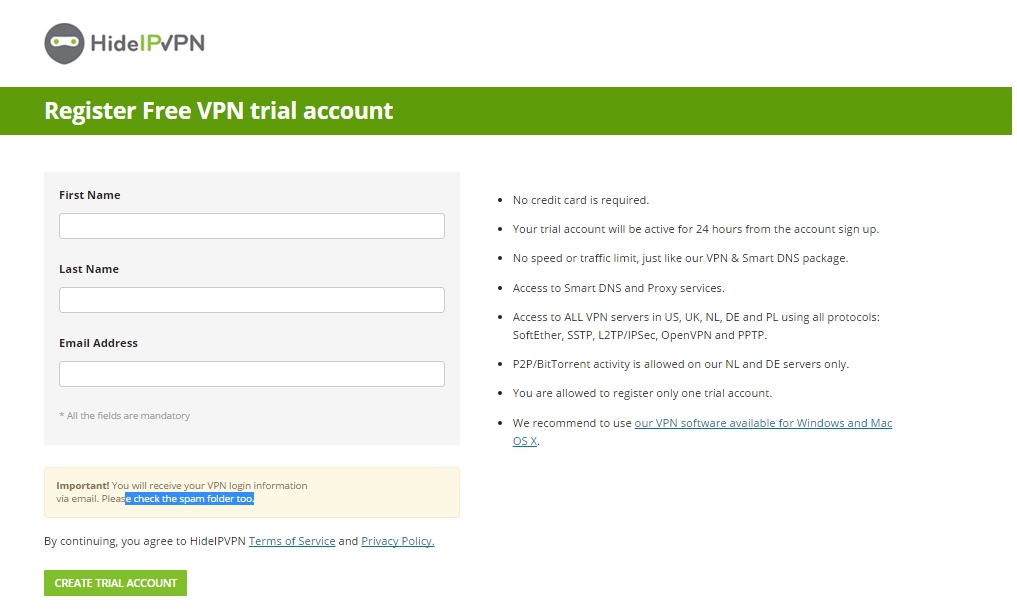 HideIPVPN
Register Free VPN trial account
First Name
Last Name
Email Address
* All the fields are mandatory
Important! You will receive your VPN login information
via email. Please check the spam folder too.
By continuing, you agree to HideIPVPN Terms of Service and Privacy Policy.
CREATE TRIAL ACCOUNT
No credit card is required.
Your trial account will be active for 24 hours from the account sign up.
No speed or traffic limit, just like our VPN & Smart DNS package.
Access to Smart DNS and Proxy services.
Access to ALL VPN servers in US, UK, NL, DE and PL using all protocols:
SoftEther, SSTP, L2TP/IPSec, OpenVPN and PPTP.
P2P/BitTorrent activity is allowed on our NL and DE servers only.
You are allowed to register only one trial account.
We recommend to use our VPN software available for Windows and Mac
OS X.